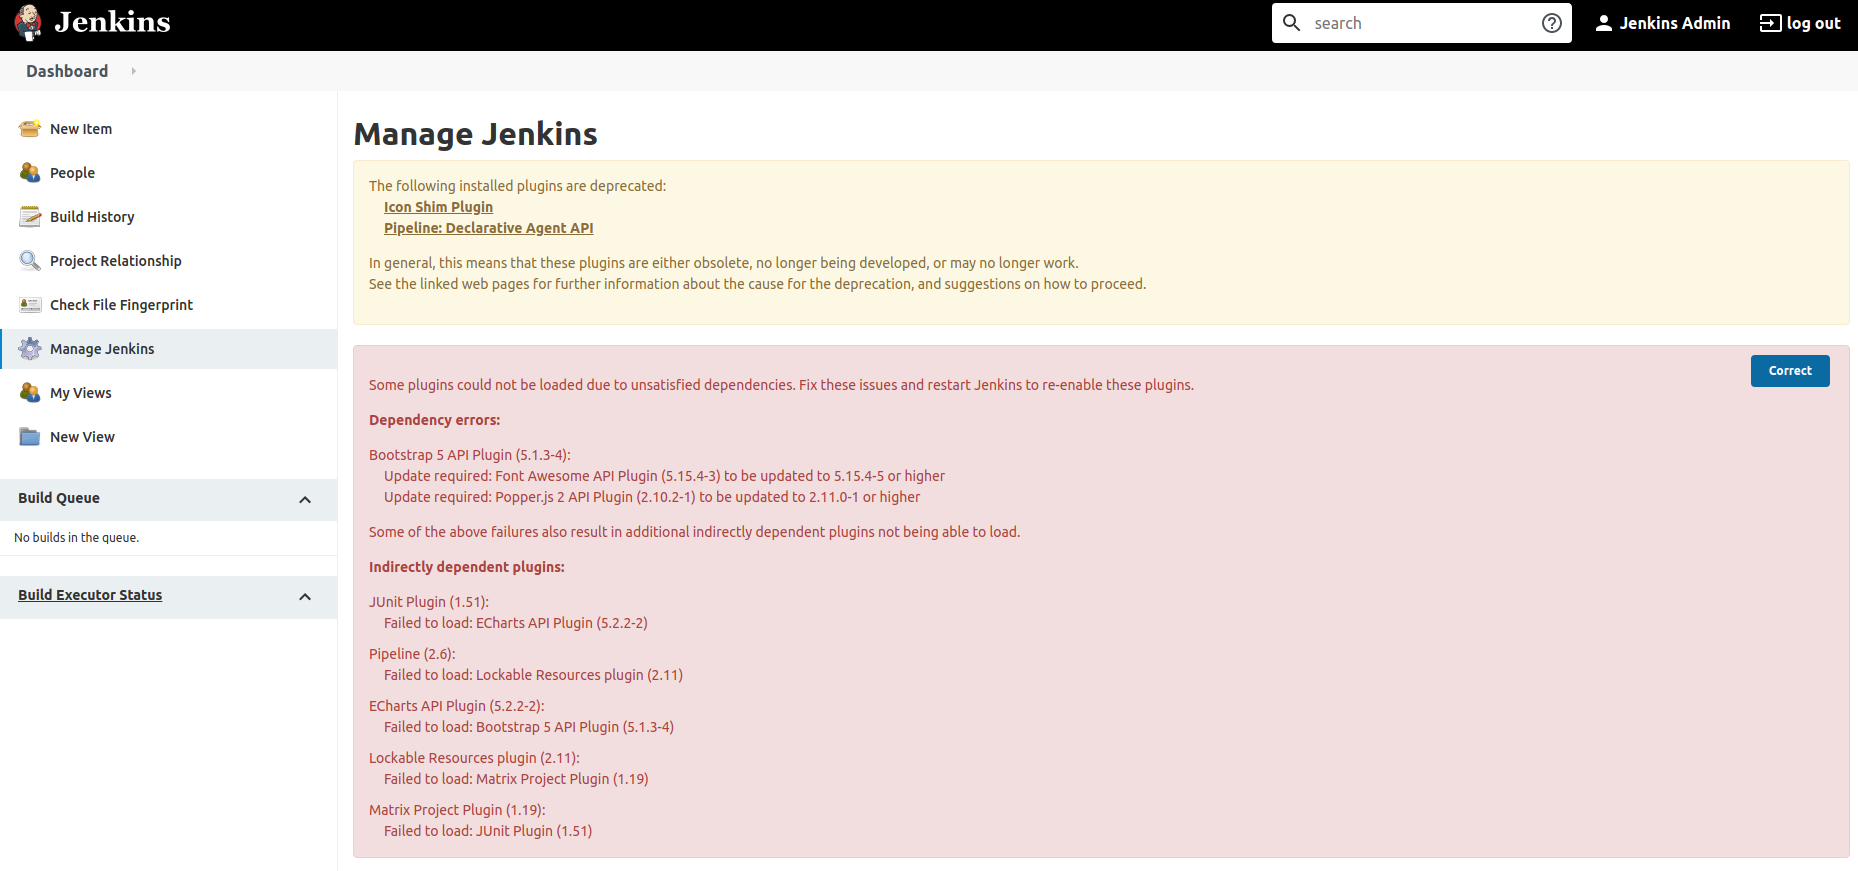 Jenkins
search
Jenkins Admin
log out
Dashboard
New Item
People
Build History
Project Relationship
Check File Fingerprint
Manage Jenkins
My Views
New View
Build Queue
No builds in the queue.
Build Executor Status
Manage Jenkins
The following installed plugins are deprecated:
Icon Shim Plugin
Pipeline: Declarative Agent API
In general, this means that these plugins are either obsolete, no longer being developed, or may no longer work.
See the linked web pages for further information about the cause for the deprecation, and suggestions on how to proceed.
Correct
Some plugins could not be loaded due to unsatisfied dependencies. Fix these issues and restart Jenkins to re-enable these plugins.
Dependency errors:
Bootstrap 5 API Plugin (5.1.3-4):
Update required: Font Awesome API Plugin (5.15.4-3) to be updated to 5.15.4-5 or higher
Update required: Popper.js 2 API Plugin (2.10.2-1) to be updated to 2.11.0-1 or higher
Some of the above failures also result in additional indirectly dependent plugins not being able to load.
Indirectly dependent plugins:
JUnit Plugin (1.51):
Failed to load: ECharts API Plugin (5.2.2-2)
Pipeline (2.6):
Failed to load: Lockable Resources plugin (2.11)
ECharts API Plugin (5.2.2-2):
Failed to load: Bootstrap 5 API Plugin (5.1.3-4)
Lockable Resources plugin (2.11):
Failed to load: Matrix Project Plugin (1.19)
Matrix Project Plugin (1.19):
Failed to load: JUnit Plugin (1.51)